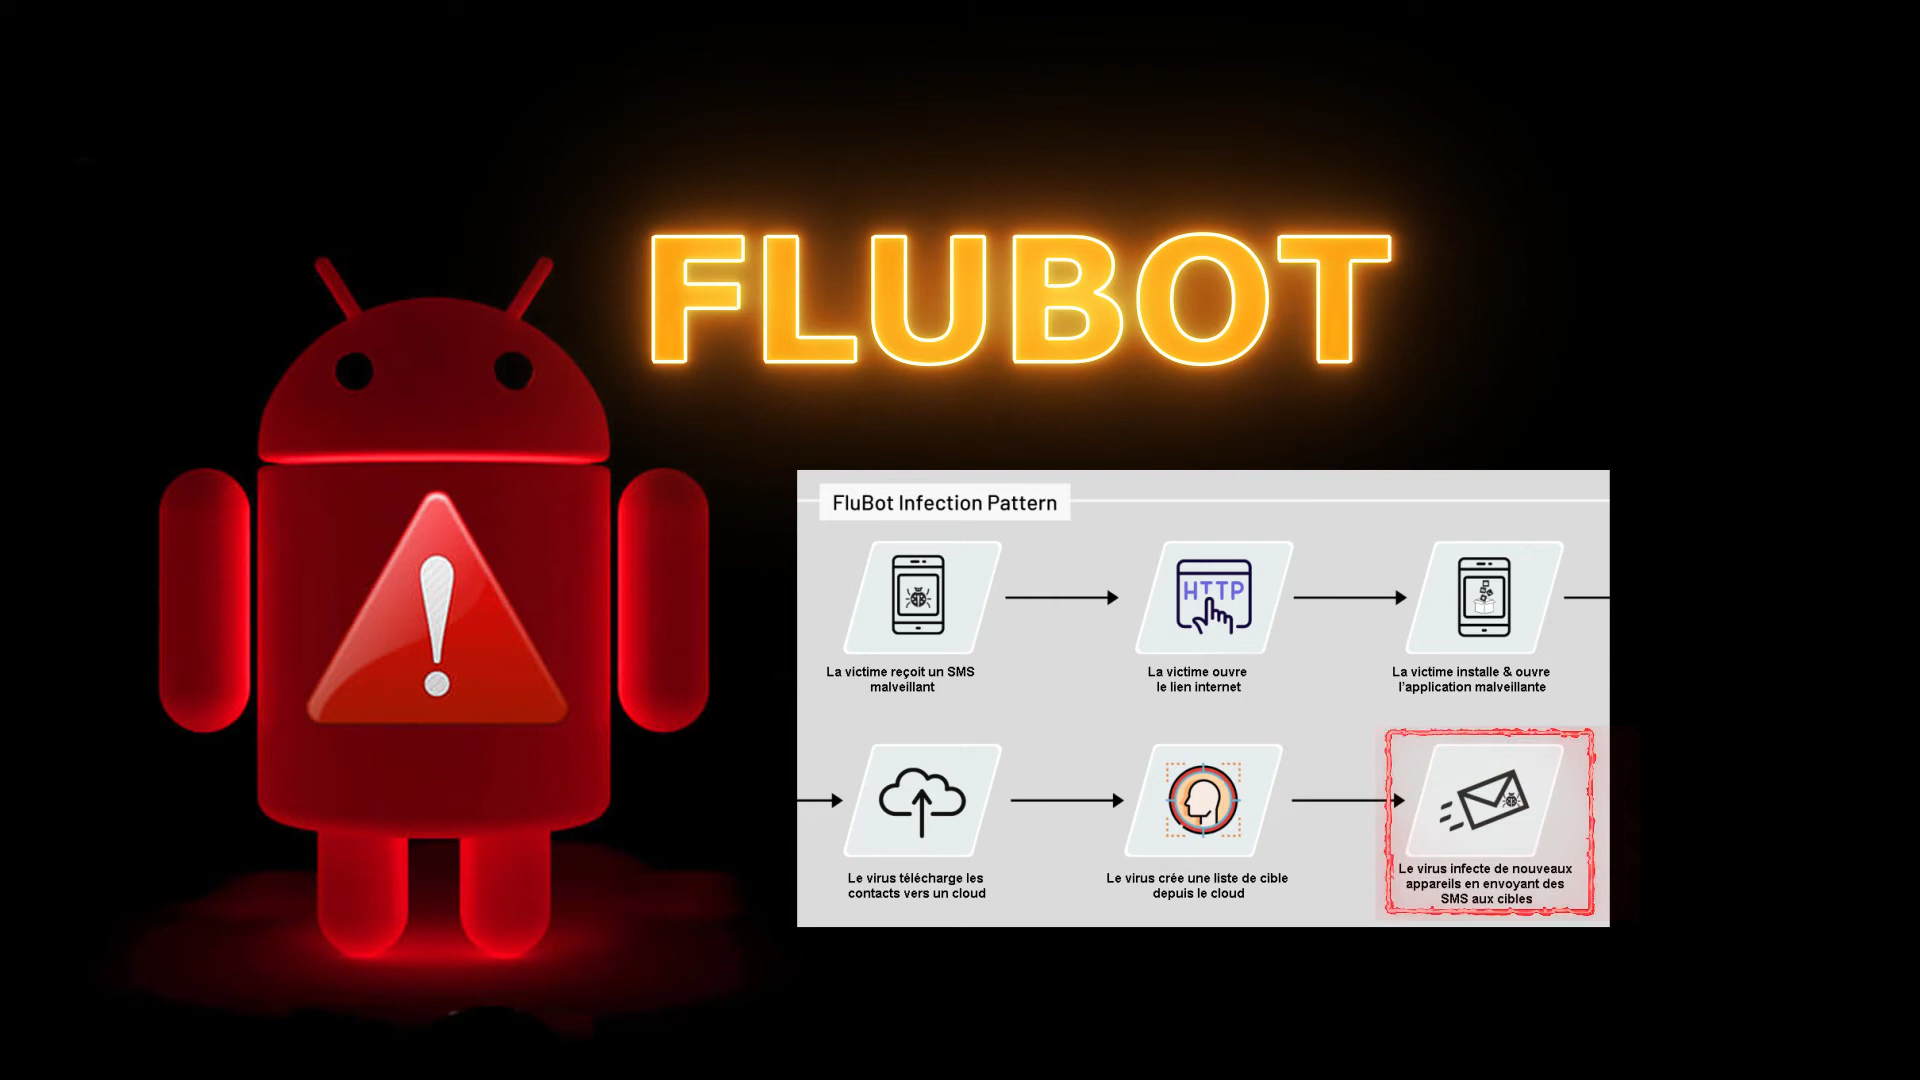 FLUBOT
FluBot Infection Pattern
HTTP
La victime reçoit un SMS
malveillant
La victime ouvre
le lien internet
La victime installe & ouvre
l'application malveillante
Le virus télécharge les
contacts vers un cloud
Le virus crée une liste de cible
depuis le cloud
Le virus infecte de nouveaux
appareils en envoyant des
SMS aux cibles